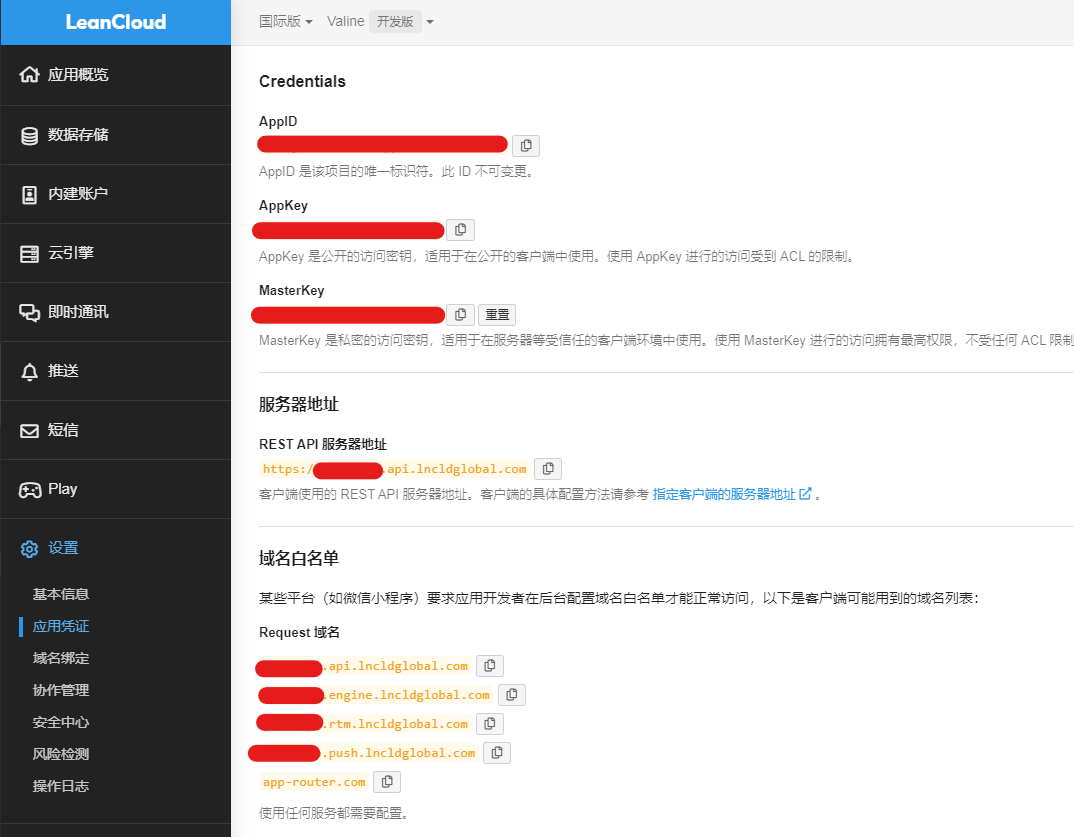 LeanCloud
国际版 Valine 开发版
应用概览
数据存储
内建账户
云引擎
即时通讯
推送
短信
Play
设置
基本信息
应用凭证
域名绑定
协作管理
安全中心
风险检测
操作日志
Credentials
AppID
AppID 是该项目的唯一标识符。此 ID 不可变更。
AppKey
AppKey 是公开的访问密钥，适用于在公开的客户端中使用。使用 AppKey 进行的访问受到 ACL 的限制。
MasterKey
重置
MasterKey 是私密的访问密钥，适用于在服务器等受信任的客户端环境中使用。使用 MasterKey 进行的访问拥有最高权限，不受任何 ACL 限制
服务器地址
REST API 服务器地址
https:/ .api.lncldglobal.com
客户端使用的 REST API 服务器地址。客户端的具体配置方法请参考 指定客户端的服务器地址 。
域名白名单
某些平台（如微信小程序）要求应用开发者在后台配置域名白名单才能正常访问，以下是客户端可能用到的域名列表：
Request 域名
.api.lncldglobal.com
.engine.lncldglobal.com
.rtm.lncldglobal.com
.push.lncldglobal.com
app-router.com
使用任何服务都需要配置。